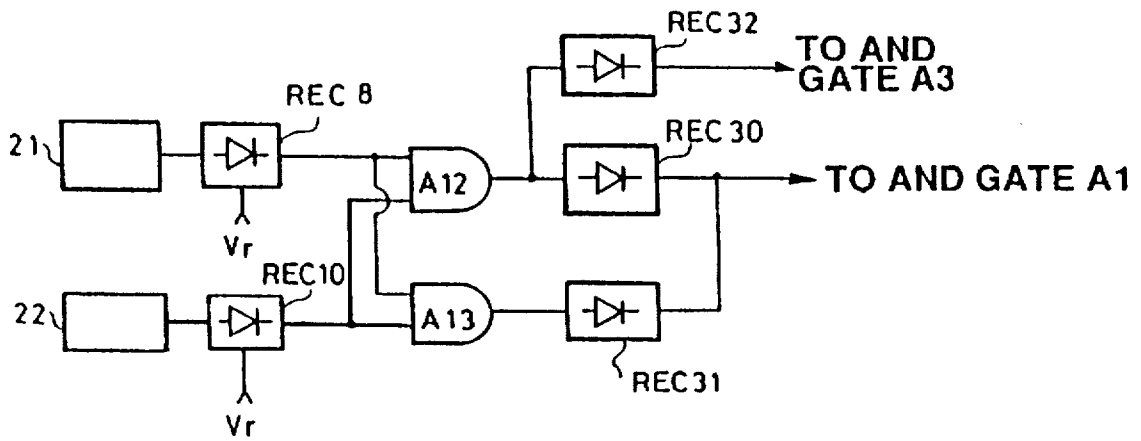 REC32
TO AND
GATE A3
REC 8
REC30
21
A12
TO AND GATE A1
Vr
REC10
22
A13
REC31
Vr